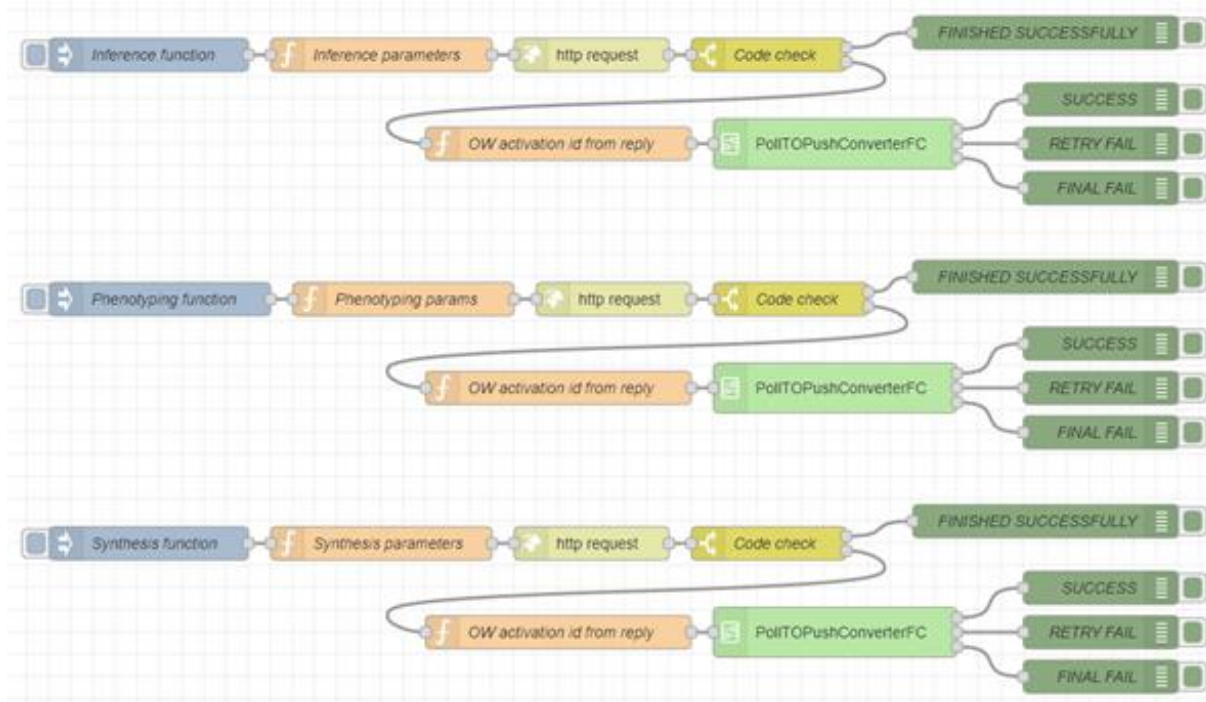 FINISHED SUCCESSFULLY
Inference function Inference parameters http request Code check
SUCCESS
OW activation id from reply PollTOPushConverterFC RETRY FAIL
FINAL FAIL
FINISHED SUCCESSFULLY
Phenotyping function Phenotyping params http request Code check
SUCCESS
OW activation id from reply PollTOPushConverterFC RETRY FAIL
FINAL FAIL
FINISHED SUCCESSFULLY
Synthesis function Synthesis parameters http request Code check
SUCCESS
OW activation id from reply PollTOPushConverterFC RETRY FAIL
FINAL FAIL